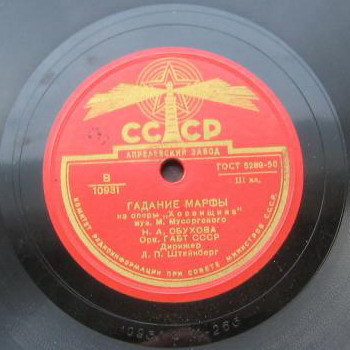 СССР
АПРЕЛЕВСКИЙ ЗАВОД
В
10931
ГОСТ 5289-50
III кл.
ГАДАНИЕ МАРФЫ
из оперы „Хованщина"
муз. М. Мусоргского
Н. А. ОБУХОВА
Орк. ГАБТ СССР
Дирижер
Л. П. Штейнберг
КОМИТЕТ РАДИОИНФОРМАЦИИ ПРИ СОВЕТЕ МИНИСТРОВ СССР